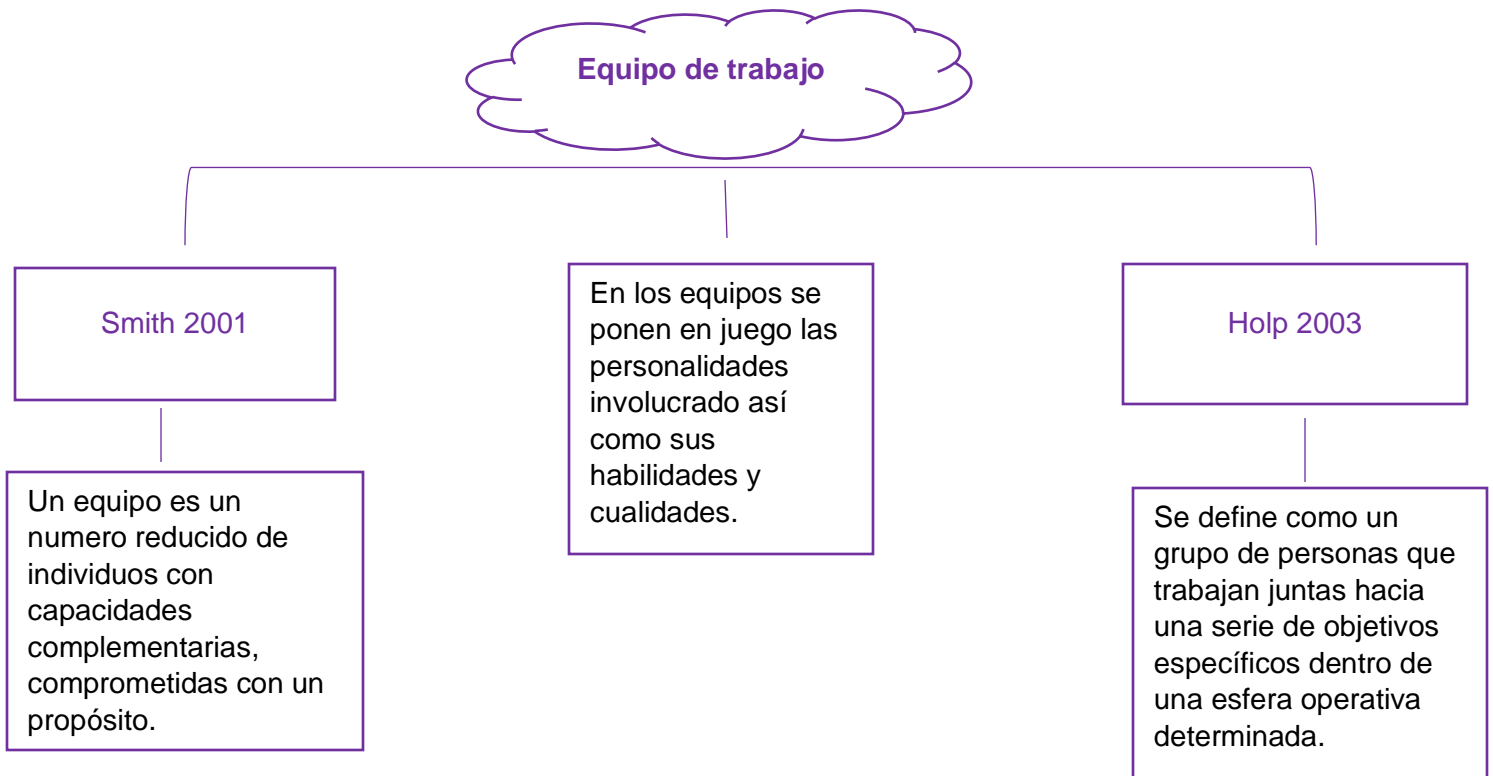 Equipo de trabajo
Smith 2001
Un equipo es un
numero reducido de
individuos con
capacidades
complementarias,
comprometidas con un
propósito.
En los equipos se
ponen en juego las
personalidades
involucrado así
como sus
habilidades y
cualidades.
Holp 2003
Se define como un
grupo de personas que
trabajan juntas hacia
una serie de objetivos
específicos dentro de
una esfera operativa
determinada.